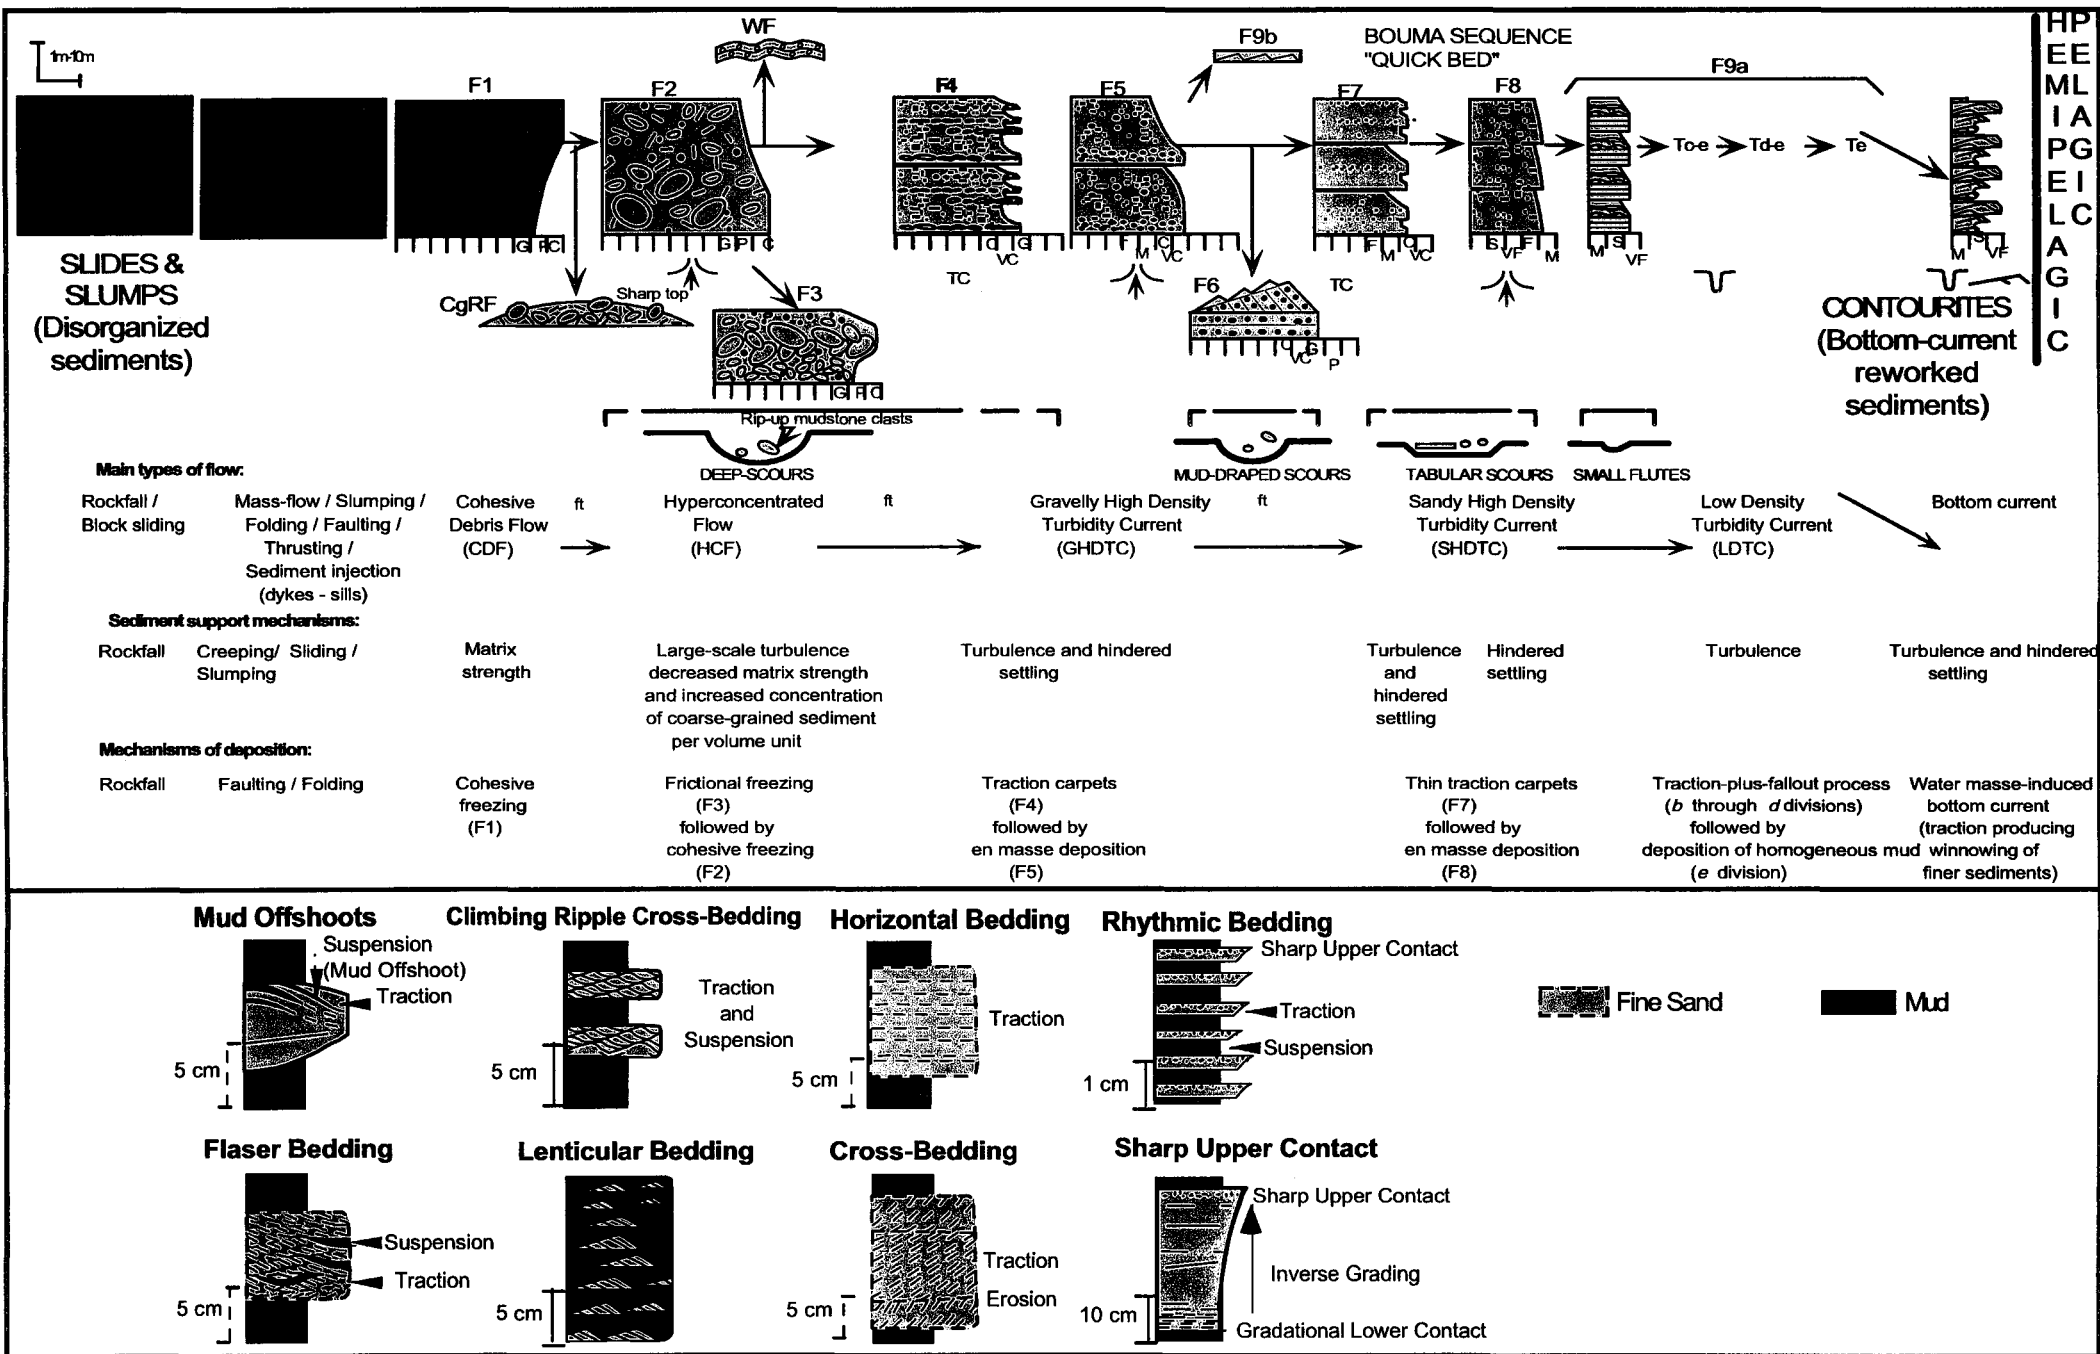 1m-10m
WF
F9b
BOUMA SEQUENCE
"QUICK BED"
F9a
F1
F2
F4
F5
F7
F8
Tc-e
Td-e
Te
HEMIPELAGIC
PELAGIC
G P C
G P C
C G
VC
F C
M VC
F C
M VC
S F
VF M
M S
VF
M S
VF
TC
TC
SLIDES &
SLUMPS
(Disorganized
sediments)
CgRF
Sharp top
F3
G P C
F6
C G
VC P
CONTOURITES
(Bottom-current
reworked
sediments)
Rip-up mudstone clasts
DEEP-SCOURS
MUD-DRAPED SCOURS
TABULAR SCOURS
SMALL FLUTES
Main types of flow:
Rockfall /
Block sliding
Mass-flow / Slumping /
Folding / Faulting /
Thrusting /
Sediment injection
(dykes - sills)
Cohesive
Debris Flow
(CDF)
ft
Hyperconcentrated
Flow
(HCF)
ft
Gravelly High Density
Turbidity Current
(GHDTC)
ft
Sandy High Density
Turbidity Current
(SHDTC)
Low Density
Turbidity Current
(LDTC)
Bottom current
Sediment support mechanisms:
Rockfall
Creeping/ Sliding /
Slumping
Matrix
strength
Large-scale turbulence
decreased matrix strength
and increased concentration
of coarse-grained sediment
per volume unit
Turbulence and hindered
settling
Turbulence
and
hindered
settling
Hindered
settling
Turbulence
Turbulence and hindered
settling
Mechanisms of deposition:
Rockfall
Faulting / Folding
Cohesive
freezing
(F1)
Frictional freezing
(F3)
followed by
cohesive freezing
(F2)
Traction carpets
(F4)
followed by
en masse deposition
(F5)
Thin traction carpets
(F7)
followed by
en masse deposition
(F8)
Traction-plus-fallout process
(b through d divisions)
followed by
deposition of homogeneous mud
(e division)
Water masse-induced
bottom current
(traction producing
winnowing of
finer sediments)
Mud Offshoots
Suspension
(Mud Offshoot)
Traction
5 cm
Climbing Ripple Cross-Bedding
Traction
and
Suspension
5 cm
Horizontal Bedding
Traction
5 cm
Rhythmic Bedding
Sharp Upper Contact
Traction
Suspension
1 cm
Fine Sand
Mud
Flaser Bedding
Suspension
Traction
5 cm
Lenticular Bedding
5 cm
Cross-Bedding
Traction
Erosion
5 cm
Sharp Upper Contact
Sharp Upper Contact
Inverse Grading
10 cm
Gradational Lower Contact